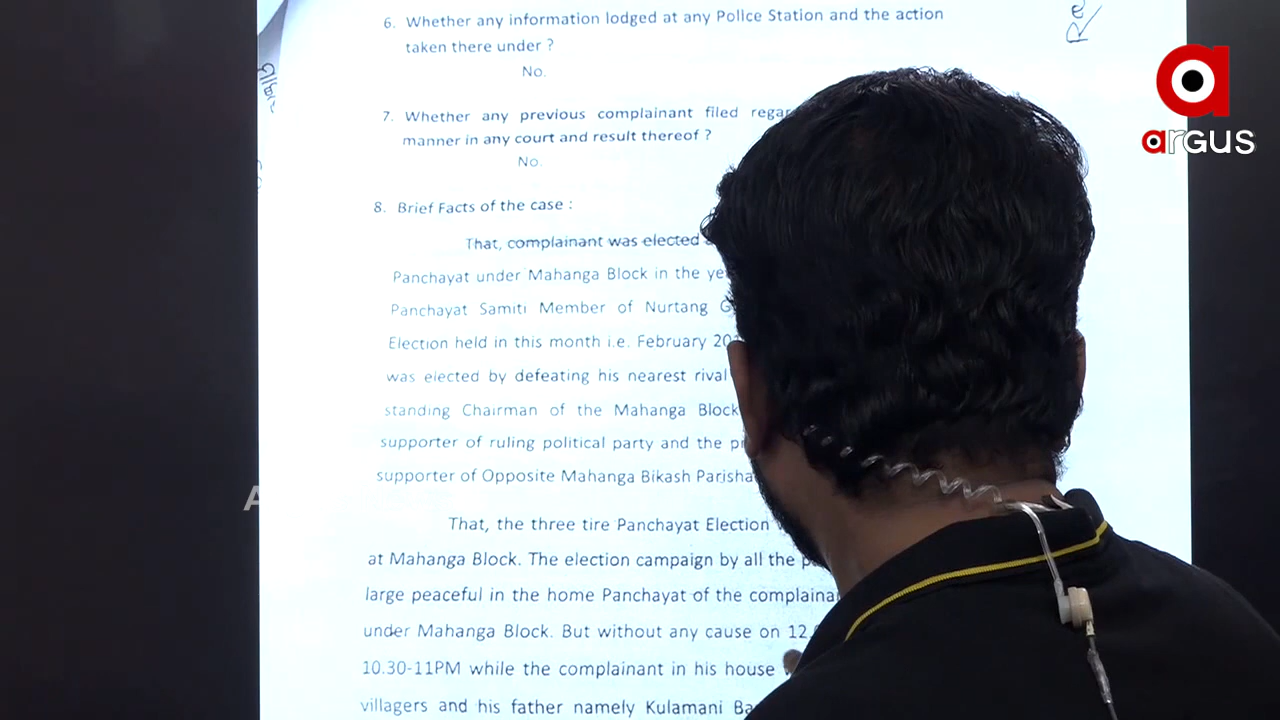 6. Whether any information lodged at any Police Station and the action
taken there under ?
No.
7. Whether any previous complainant filed regar
manner in any court and result thereof ?
No.
8. Brief Facts of the case :
That, complainant was elected
Panchayat under Mahanga Block in the
Panchayat Samiti Member of Nurtang
Election held in this month i.e. February
was elected by defeating his nearest rival
standing Chairman of the Mahanga Block
supporter of ruling political party and the
supporter of Opposite Mahanga Bikash Parisha
That, the three tire Panchayat Election
at Mahanga Block. The election campaign by all the
large peaceful in the home Panchayat of the complaina
under Mahanga Block. But without any cause on 12.
10.30-11PM while the complainant in his house
villagers and his father namely Kulamani
argus